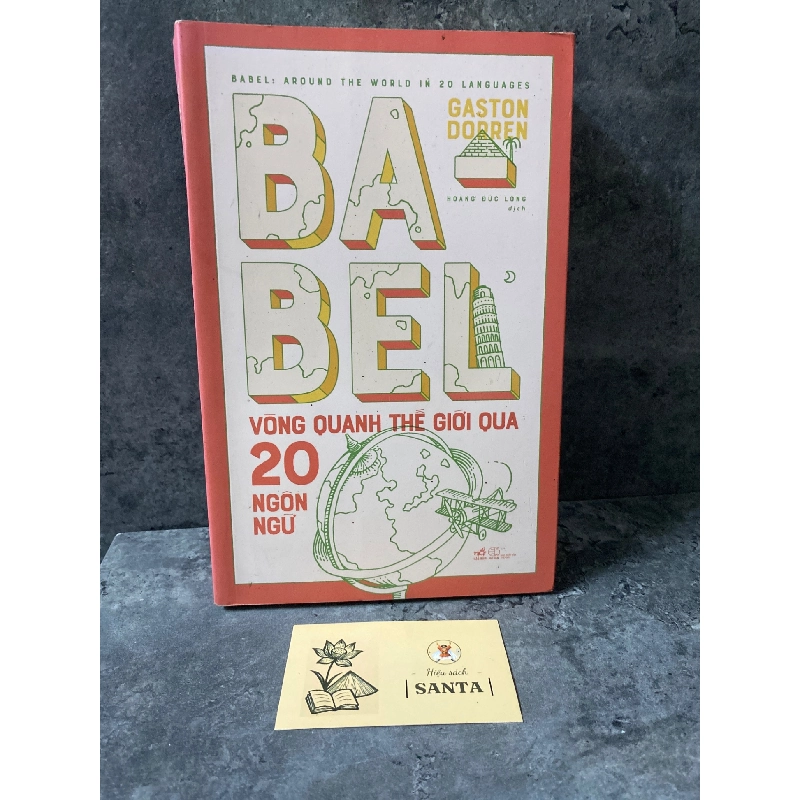 BABEL: AROUND THE WORLD IN 20 LANGUAGES
BA
BEL
GASTON
DORREN
HOÀNG ĐỨC LONG
dịch
VÒNG QUANH THẾ GIỚI QUA
20
NGÔN
NGỮ
Hiệu sách
SANTA